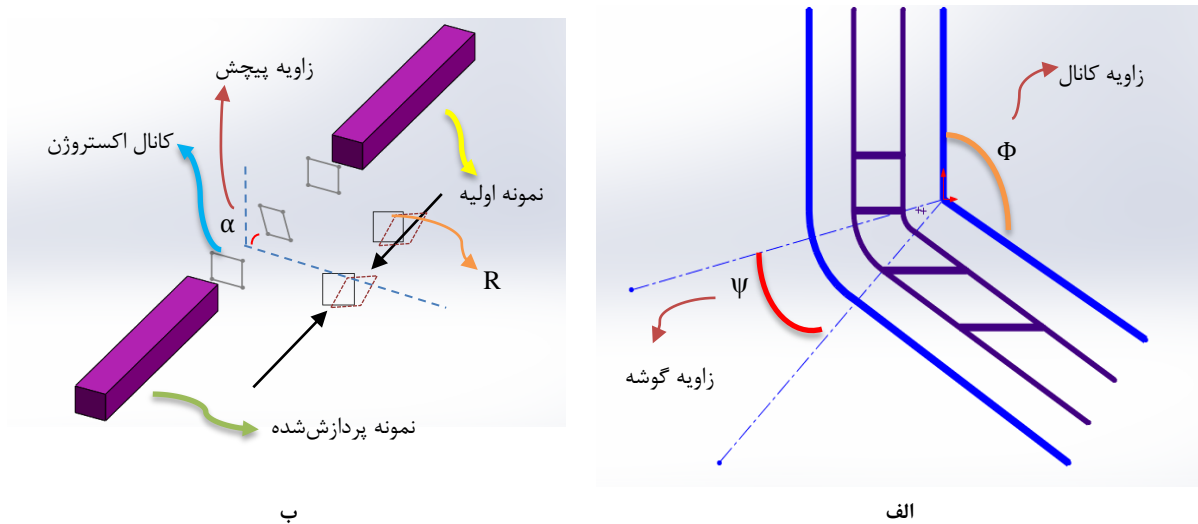 زاویه کانال
Φ
ψ
زاویه گوشه
الف
زاویه پیچش
کانال اکستروژن
α
نمونه اولیه
R
نمونه پردازش‌شده
ب